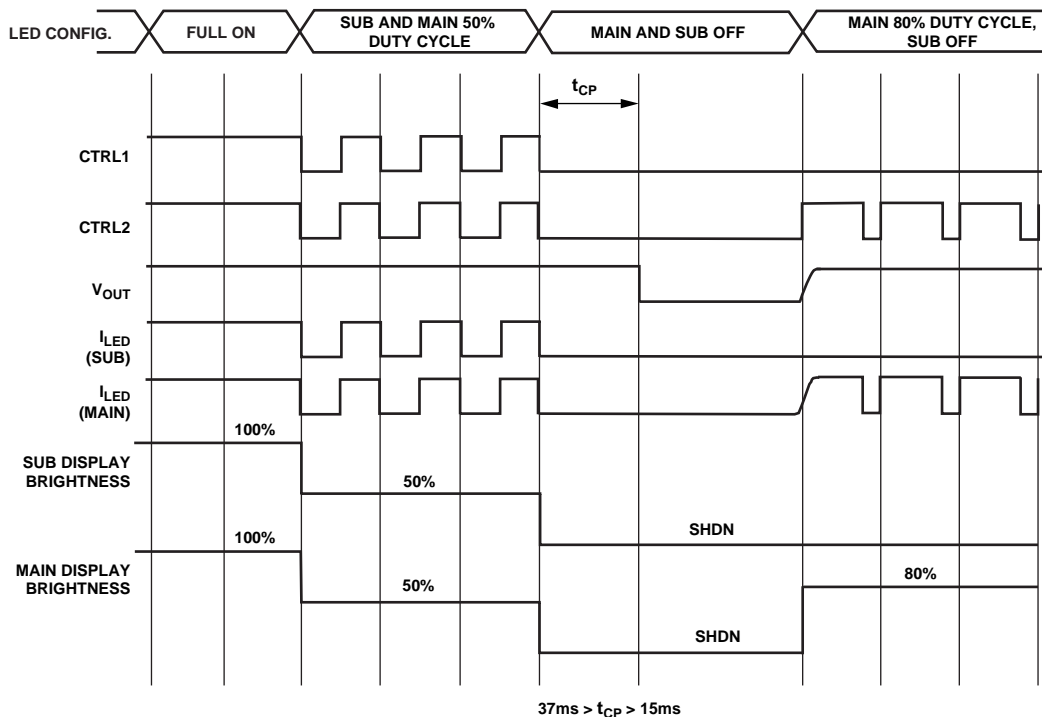 LED CONFIG.
FULL ON
SUB AND MAIN 50%
DUTY CYCLE
MAIN AND SUB OFF
MAIN 80% DUTY CYCLE,
SUB OFF
tCP
CTRL1
CTRL2
VOUT
ILED
(SUB)
ILED
(MAIN)
100%
SUB DISPLAY
BRIGHTNESS
50%
SHDN
100%
MAIN DISPLAY
BRIGHTNESS
50%
80%
SHDN
37ms > tCP > 15ms